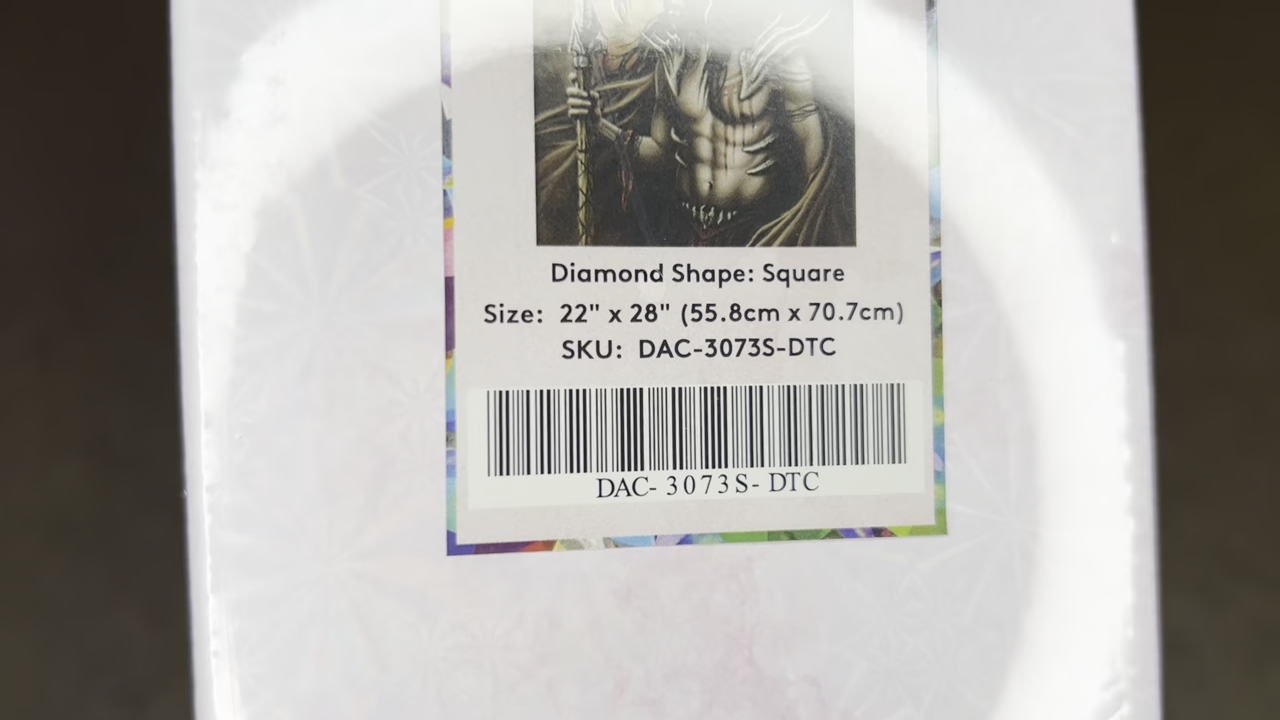 Diamond Shape: Square
Size: 22" x 28" (55.8cm x 70.7cm)
SKU: DAC-3073S-DTC
DAC- 3073S- DTC